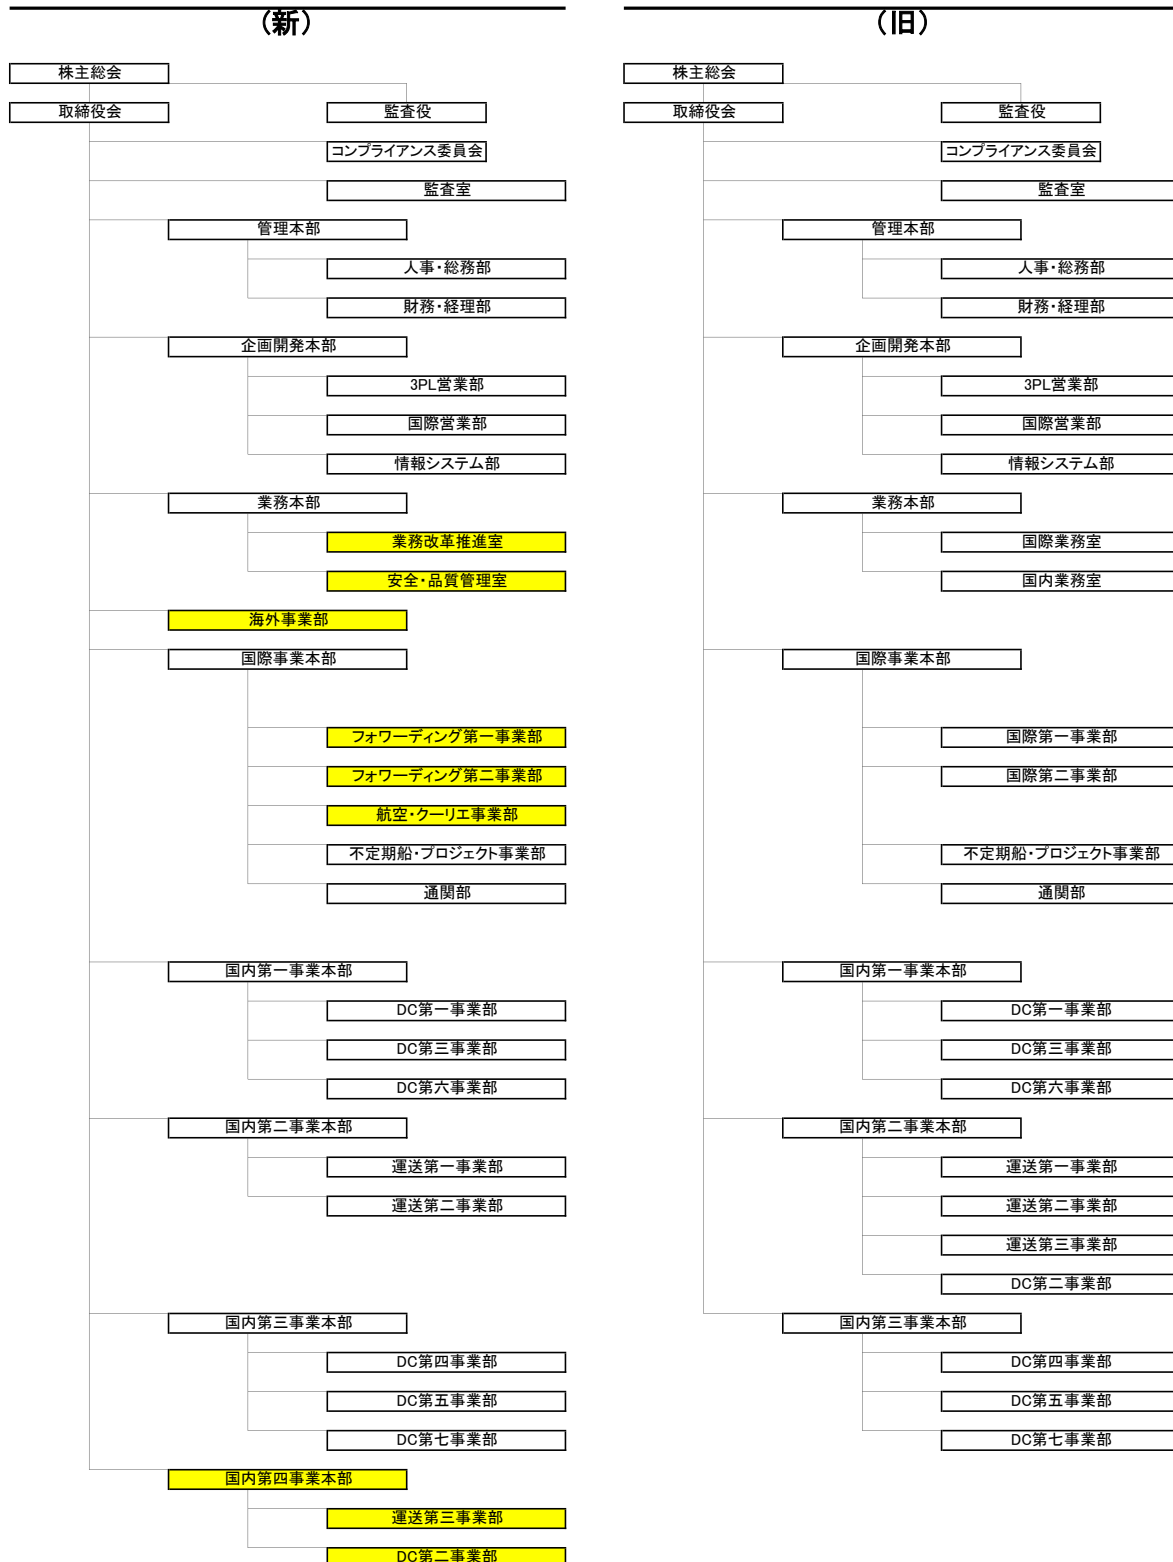 (新)
株主総会
取締役会
監査役
コンプライアンス委員会
監査室
管理本部
人事・総務部
財務・経理部
企画開発本部
3PL営業部
国際営業部
情報システム部
業務本部
業務改革推進室
安全・品質管理室
海外事業部
国際事業本部
フォワーディング第一事業部
フォワーディング第二事業部
航空・クーリエ事業部
不定期船・プロジェクト事業部
通関部
国内第一事業本部
DC第一事業部
DC第三事業部
DC第六事業部
国内第二事業本部
運送第一事業部
運送第二事業部
国内第三事業本部
DC第四事業部
DC第五事業部
DC第七事業部
国内第四事業本部
運送第三事業部
DC第二事業部
(旧)
株主総会
取締役会
監査役
コンプライアンス委員会
監査室
管理本部
人事・総務部
財務・経理部
企画開発本部
3PL営業部
国際営業部
情報システム部
業務本部
国際業務室
国内業務室
国際事業本部
国際第一事業部
国際第二事業部
不定期船・プロジェクト事業部
通関部
国内第一事業本部
DC第一事業部
DC第三事業部
DC第六事業部
国内第二事業本部
運送第一事業部
運送第二事業部
運送第三事業部
DC第二事業部
国内第三事業本部
DC第四事業部
DC第五事業部
DC第七事業部